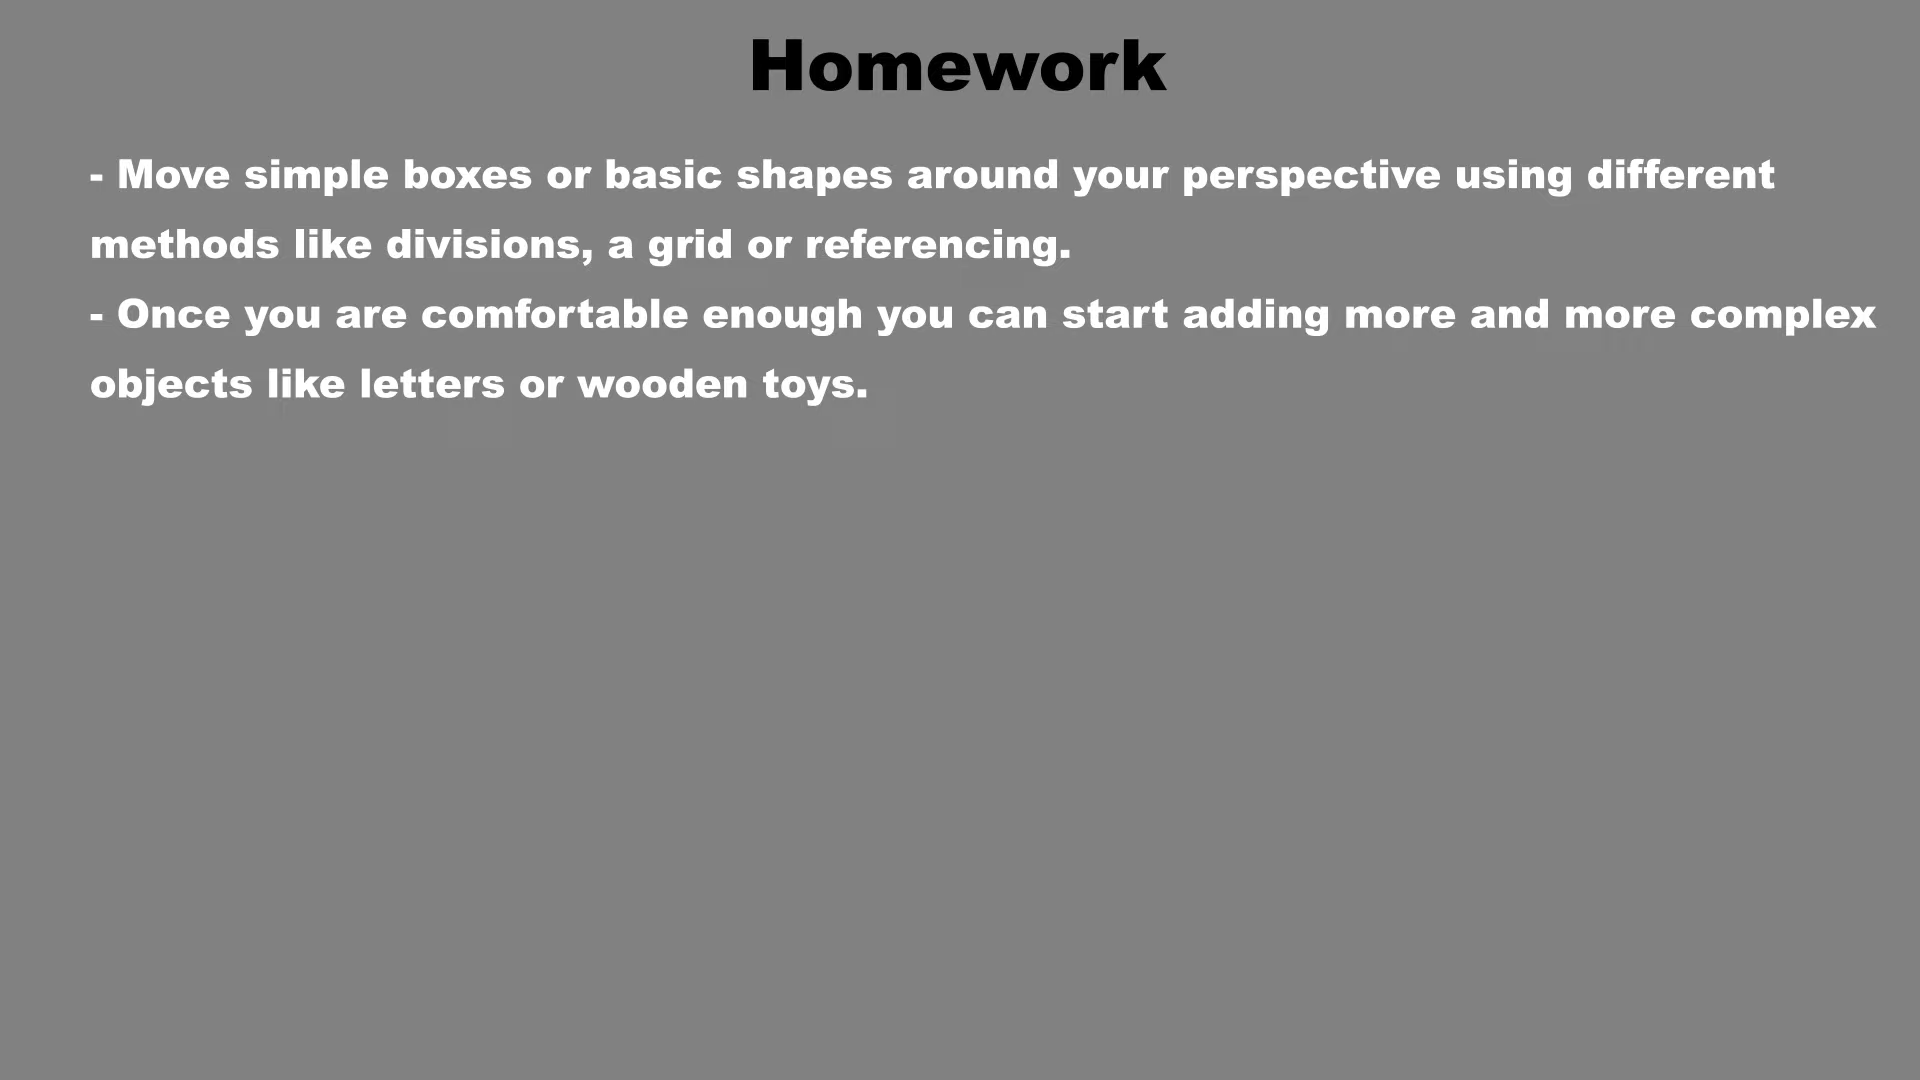 Homework
- Move simple boxes or basic shapes around your perspective using different
methods like divisions, a grid or referencing.
- Once you are comfortable enough you can start adding more and more complex
objects like letters or wooden toys.